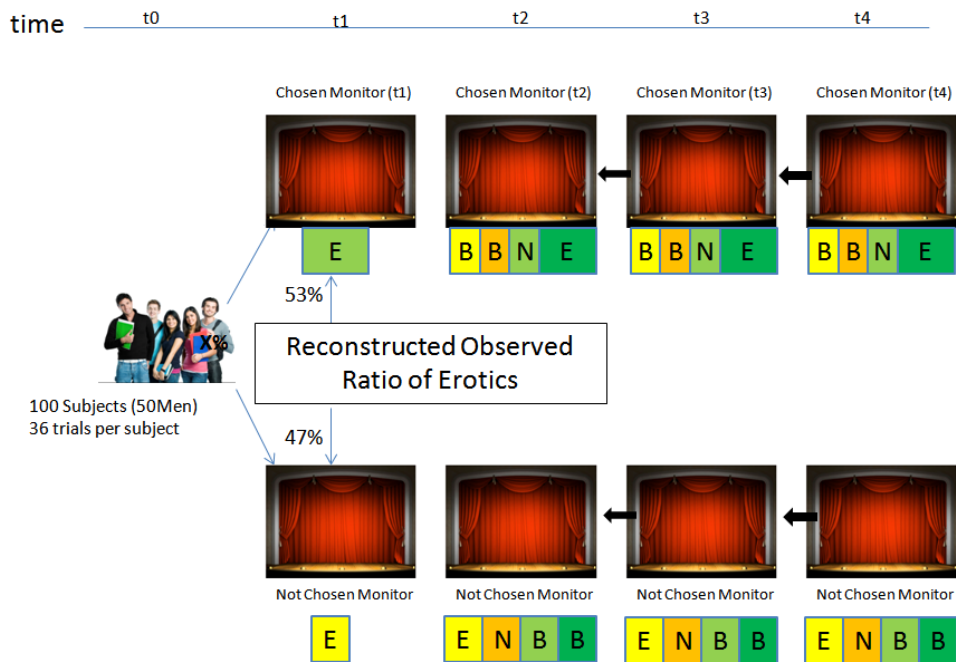 time t0 t1 t2 t3 t4
Chosen Monitor (t1) Chosen Monitor (t2) Chosen Monitor (t3) Chosen Monitor (t4)
E B B N E B B N E B B N E
53%
X%
Reconstructed Observed
Ratio of Erotics
100 Subjects (50Men)
36 trials per subject
47%
Not Chosen Monitor Not Chosen Monitor Not Chosen Monitor Not Chosen Monitor
E E N B B E N B B E N B B